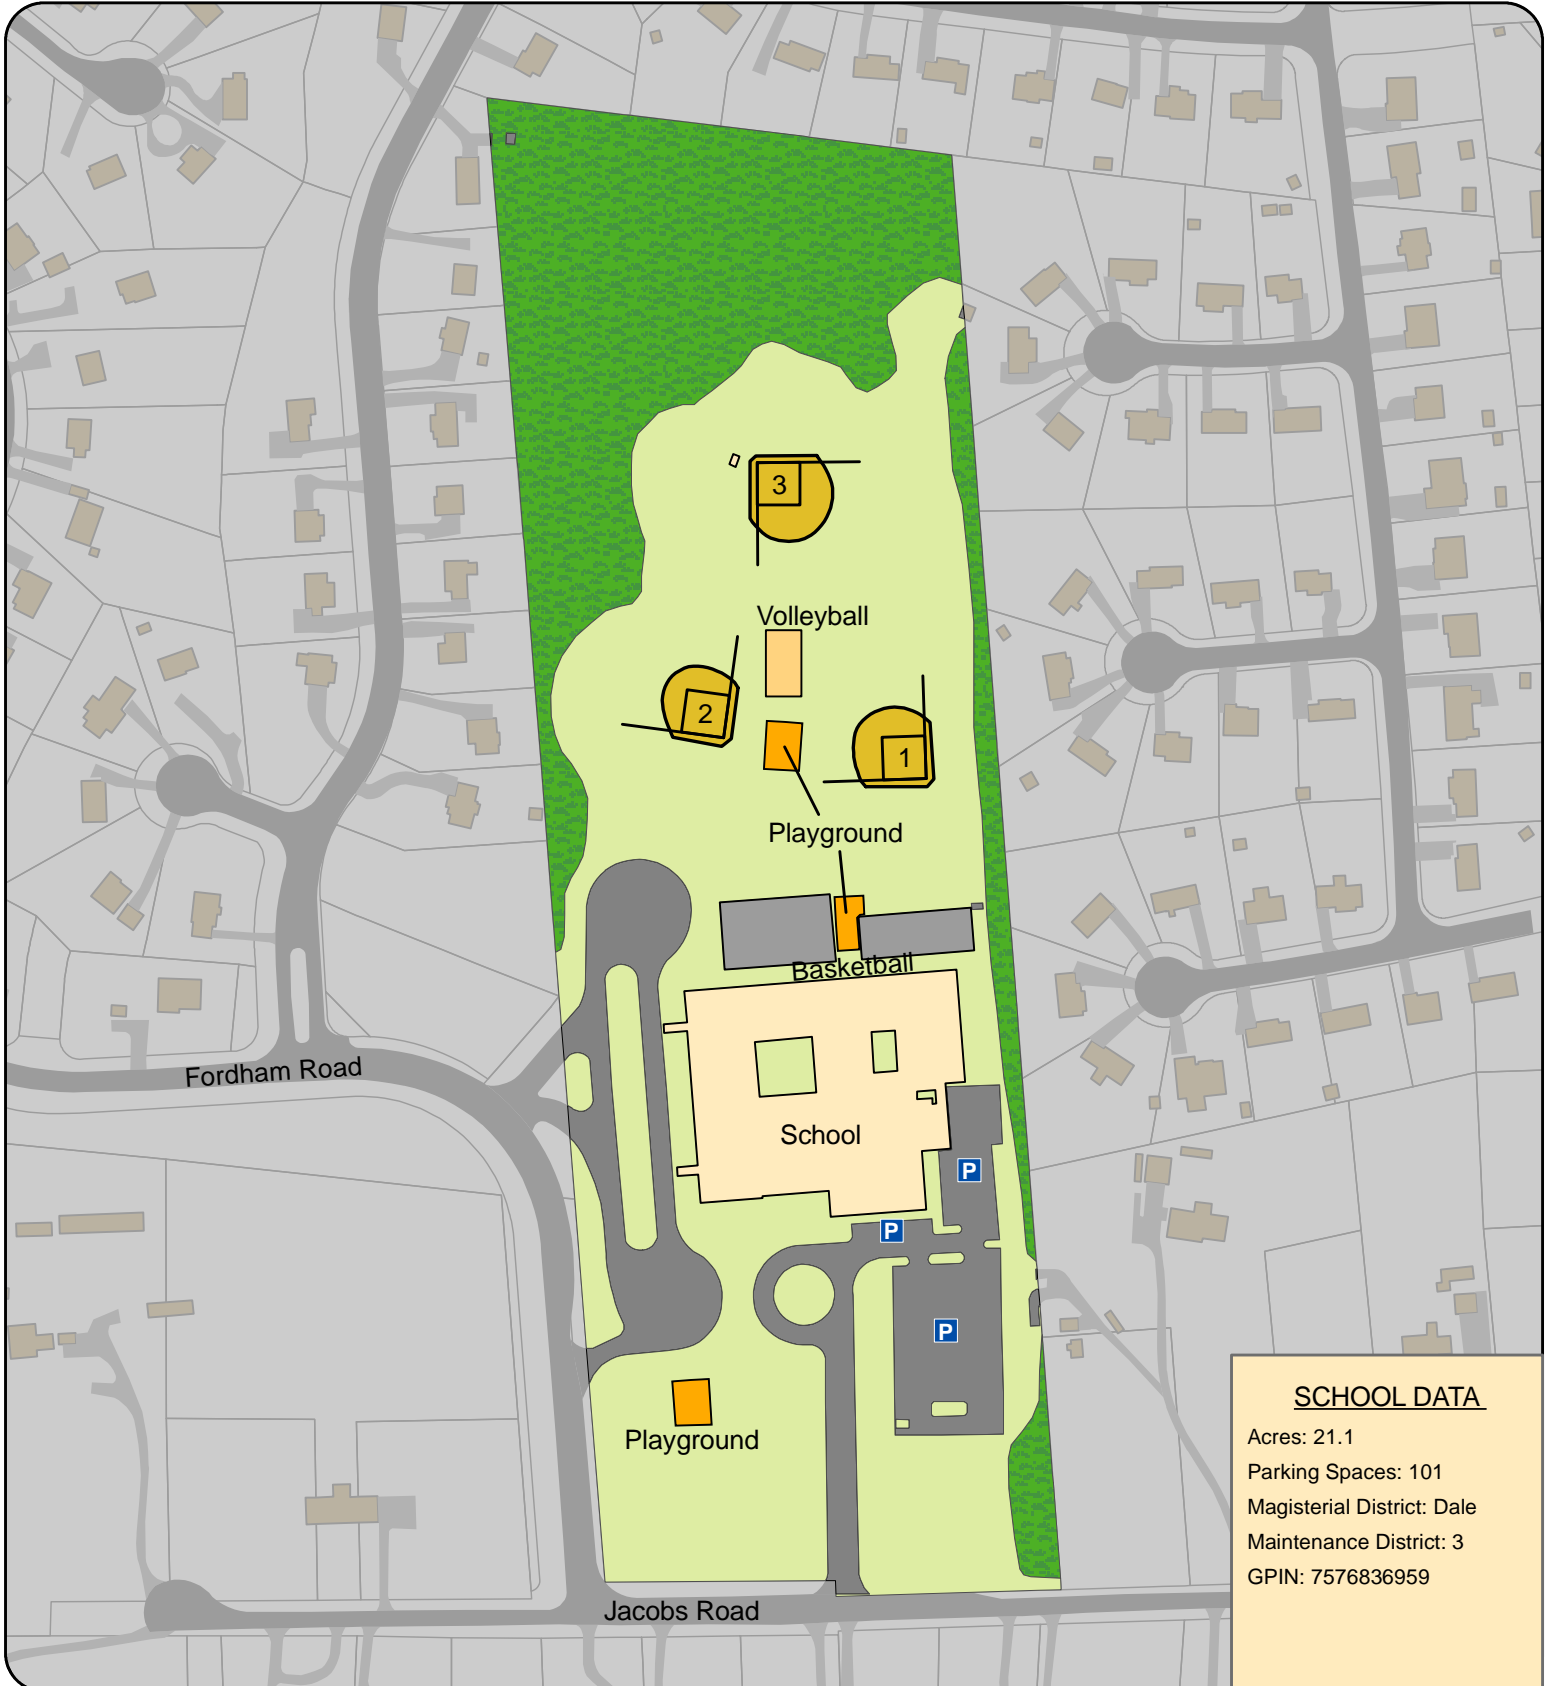 3
Volleyball
2
1
Playground
Basketball
Fordham Road
School
P
P
P
Playground
SCHOOL DATA
Acres: 21.1
Parking Spaces: 101
Magisterial District: Dale
Maintenance District: 3
GPIN: 7576836959
Jacobs Road